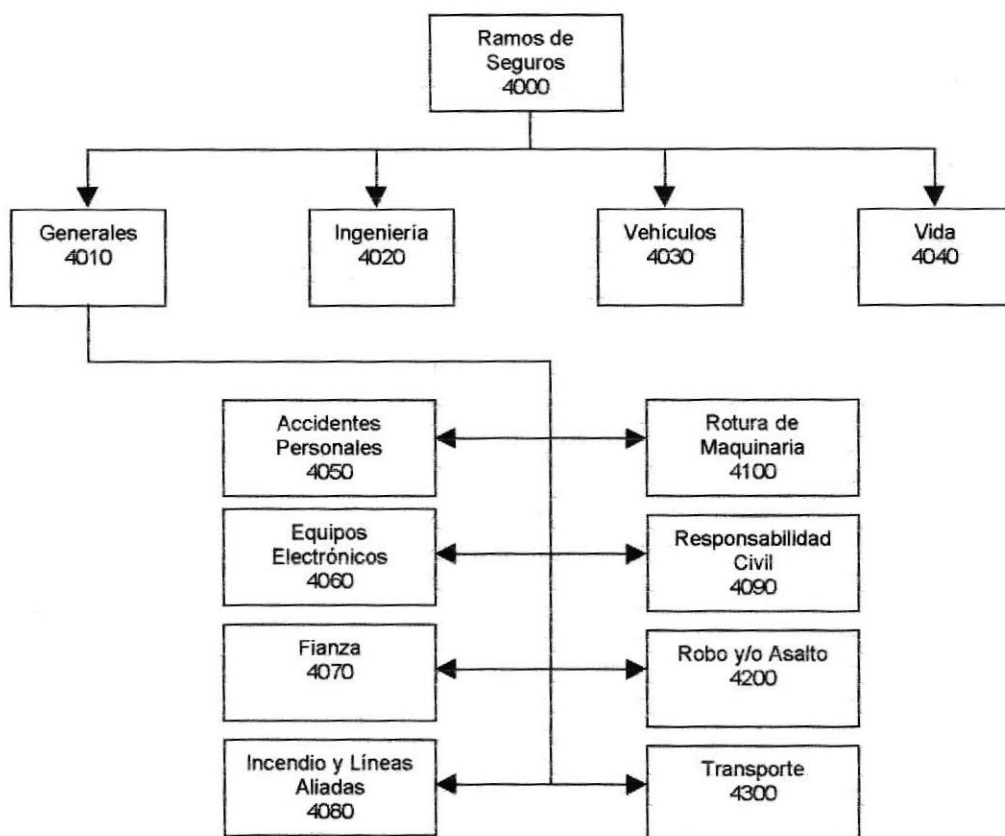 Ramos de
Seguros
4000
Generales
4010
Ingeniería
4020
Vehículos
4030
Vida
4040
Accidentes
Personales
4050
Rotura de
Maquinaria
4100
Equipos
Electrónicos
4060
Responsabilidad
Civil
4090
Fianza
4070
Robo y/o Asalto
4200
Incendio y Líneas
Aliadas
4080
Transporte
4300